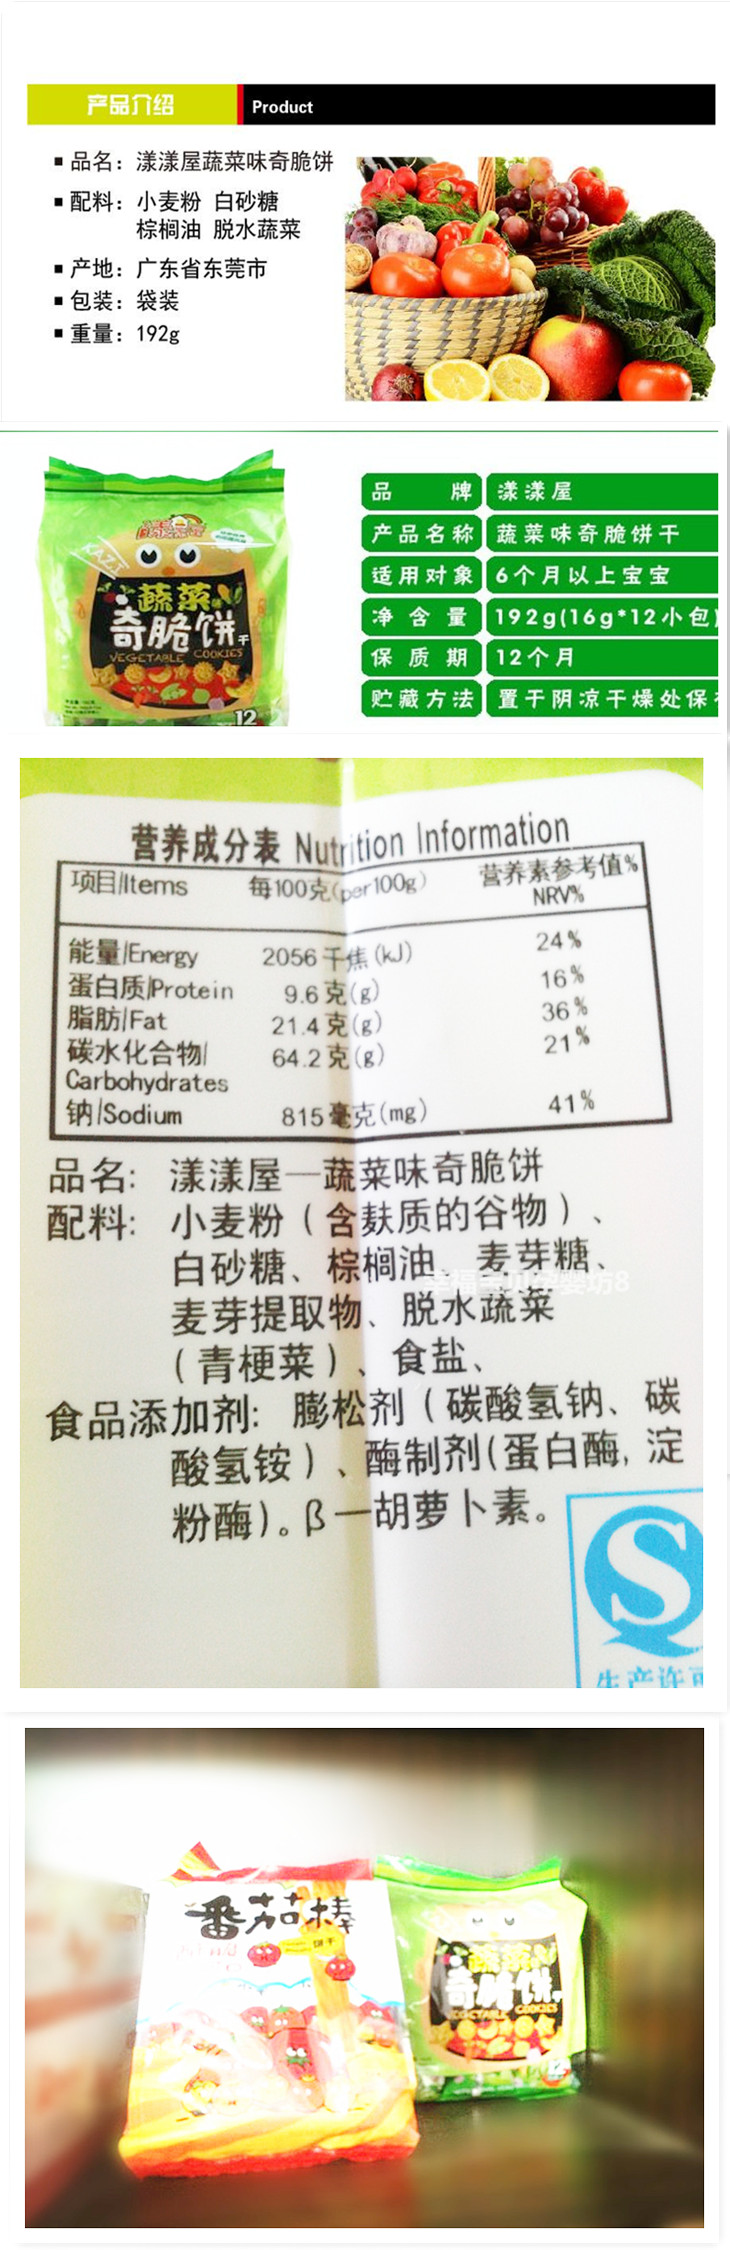 产品介绍 Product
品名：漾漾屋蔬菜味奇脆饼
配料：小麦粉 白砂糖
棕榈油 脱水蔬菜
产地：广东省东莞市
包装：袋装
重量：192g
KAZI
蔬菜味
奇脆饼干
VEGETABLE COOKIES
12
品牌 漾漾屋
产品名称 蔬菜味奇脆饼干
适用对象 6个月以上宝宝
净含量 192g(16g*12小包)
保质期 12个月
贮藏方法 置于阴凉干燥处保存
营养成分表 Nutrition Information
项目/Items 每100克(per100g) 营养素参考值%
NRV%
能量/Energy 2056千焦(kJ) 24%
蛋白质/Protein 9.6克(g) 16%
脂肪/Fat 21.4克(g) 36%
碳水化合物/ 64.2克(g) 21%
Carbohydrates
钠/Sodium 815毫克(mg) 41%
品名: 漾漾屋—蔬菜味奇脆饼
配料: 小麦粉（含麸质的谷物）、
白砂糖、棕榈油、麦芽糖、
幸福宝贝孕婴坊8
麦芽提取物、脱水蔬菜
（青梗菜）、食盐、
食品添加剂: 膨松剂（碳酸氢钠、碳
酸氢铵）、酶制剂(蛋白酶, 淀
粉酶)。β—胡萝卜素。
S
生产许可
番茄棒
饼干
蔬菜味
奇脆饼干
VEGETABLE COOKIES
12